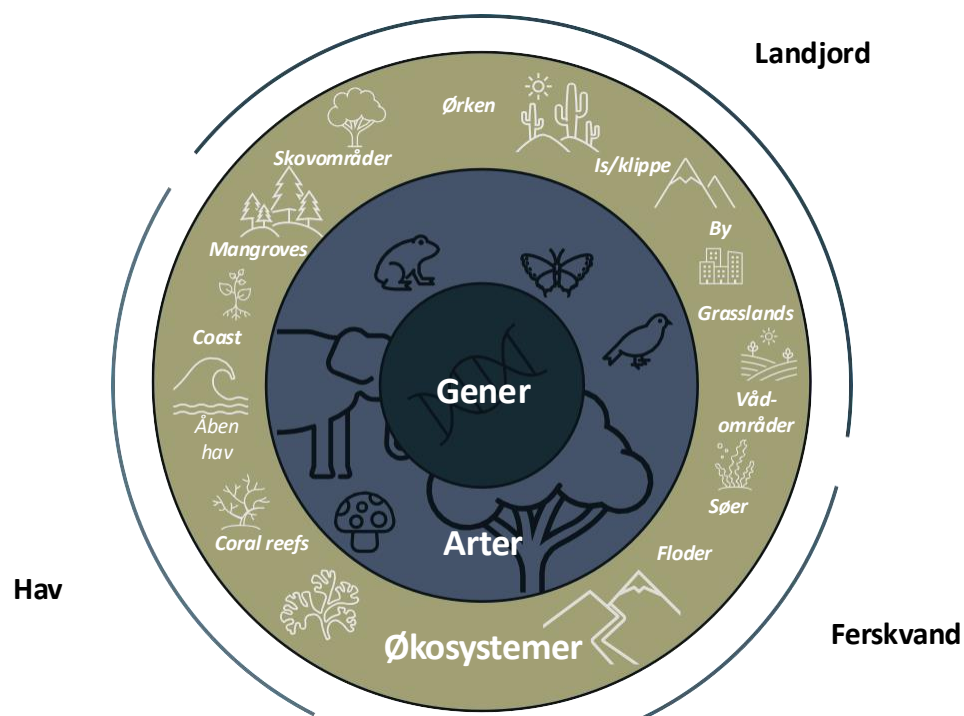 Landjord
Ørken
Skovområder
Is/klippe
By
Mangroves
Grasslands
Coast
Gener
Våd-
områder
Åben
hav
Søer
Coral reefs
Arter
Floder
Hav
Økosystemer
Ferskvand